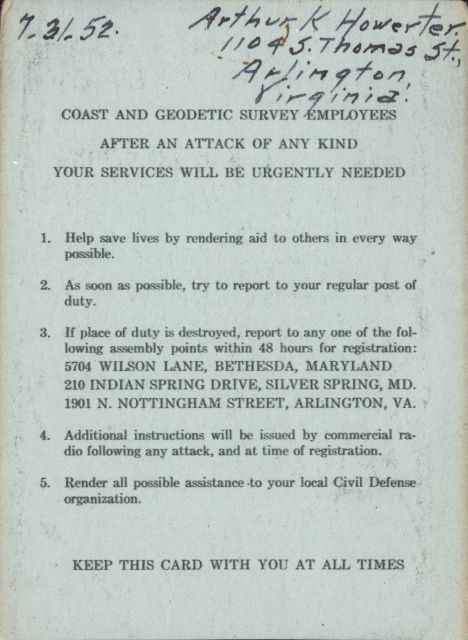 7-31-52.
Arthur K Howerter.
1104 S. Thomas St.,
Arlington,
Virginia.
COAST AND GEODETIC SURVEY EMPLOYEES
AFTER AN ATTACK OF ANY KIND
YOUR SERVICES WILL BE URGENTLY NEEDED
1. Help save lives by rendering aid to others in every way
possible.
2. As soon as possible, try to report to your regular post of
duty.
3. If place of duty is destroyed, report to any one of the fol-
lowing assembly points within 48 hours for registration:
5704 WILSON LANE, BETHESDA, MARYLAND
210 INDIAN SPRING DRIVE, SILVER SPRING, MD.
1901 N. NOTTINGHAM STREET, ARLINGTON, VA.
4. Additional instructions will be issued by commercial ra-
dio following any attack, and at time of registration.
5. Render all possible assistance to your local Civil Defense
organization.
KEEP THIS CARD WITH YOU AT ALL TIMES